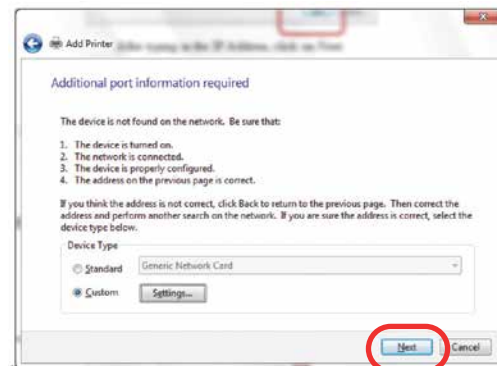 Add Printer
Additional port information required
The device is not found on the network. Be sure that:
1. The device is turned on.
2. The network is connected.
3. The device is properly configured.
4. The address on the previous page is correct.
If you think the address is not correct, click Back to return to the previous page. Then correct the
address and perform another search on the network. If you are sure the address is correct, select the
device type below.
Device Type
Standard Generic Network Card
Custom Settings...
Next Cancel